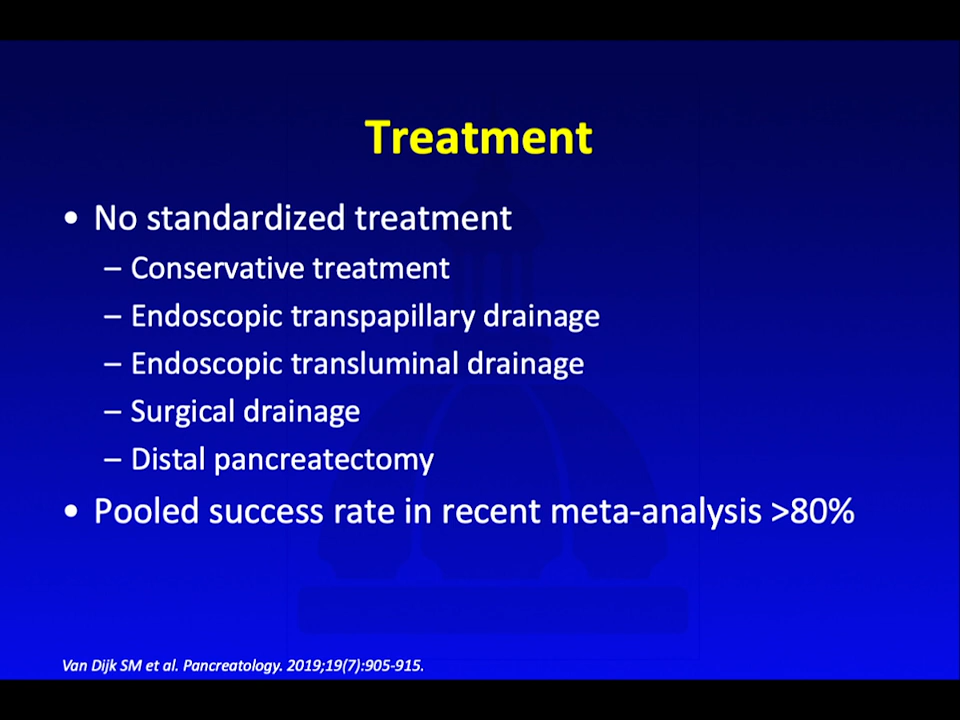 Treatment
• No standardized treatment
– Conservative treatment
– Endoscopic transpapillary drainage
– Endoscopic transluminal drainage
– Surgical drainage
– Distal pancreatectomy
• Pooled success rate in recent meta-analysis >80%
Van Dijk SM et al. Pancreatology. 2019;19(7):905-915.